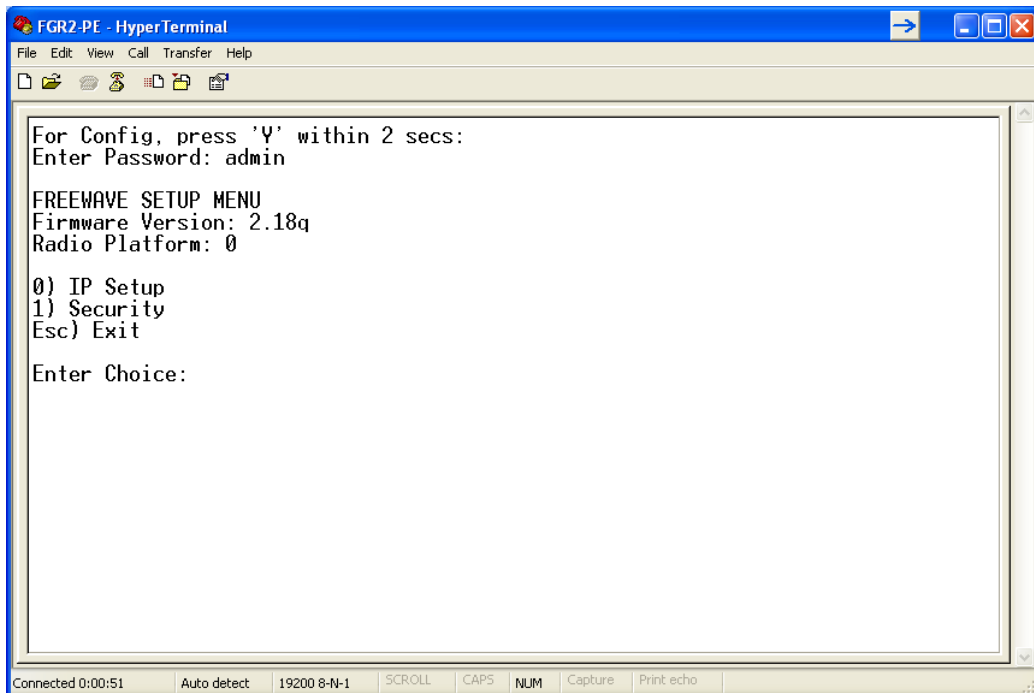 FGR2-PE - HyperTerminal
File Edit View Call Transfer Help
For Config, press 'Y' within 2 secs:
Enter Password: admin
FREEWAVE SETUP MENU
Firmware Version: 2.18q
Radio Platform: 0
0) IP Setup
1) Security
Esc) Exit
Enter Choice:
Connected 0:00:51 Auto detect 19200 8-N-1 SCROLL CAPS NUM Capture Print echo